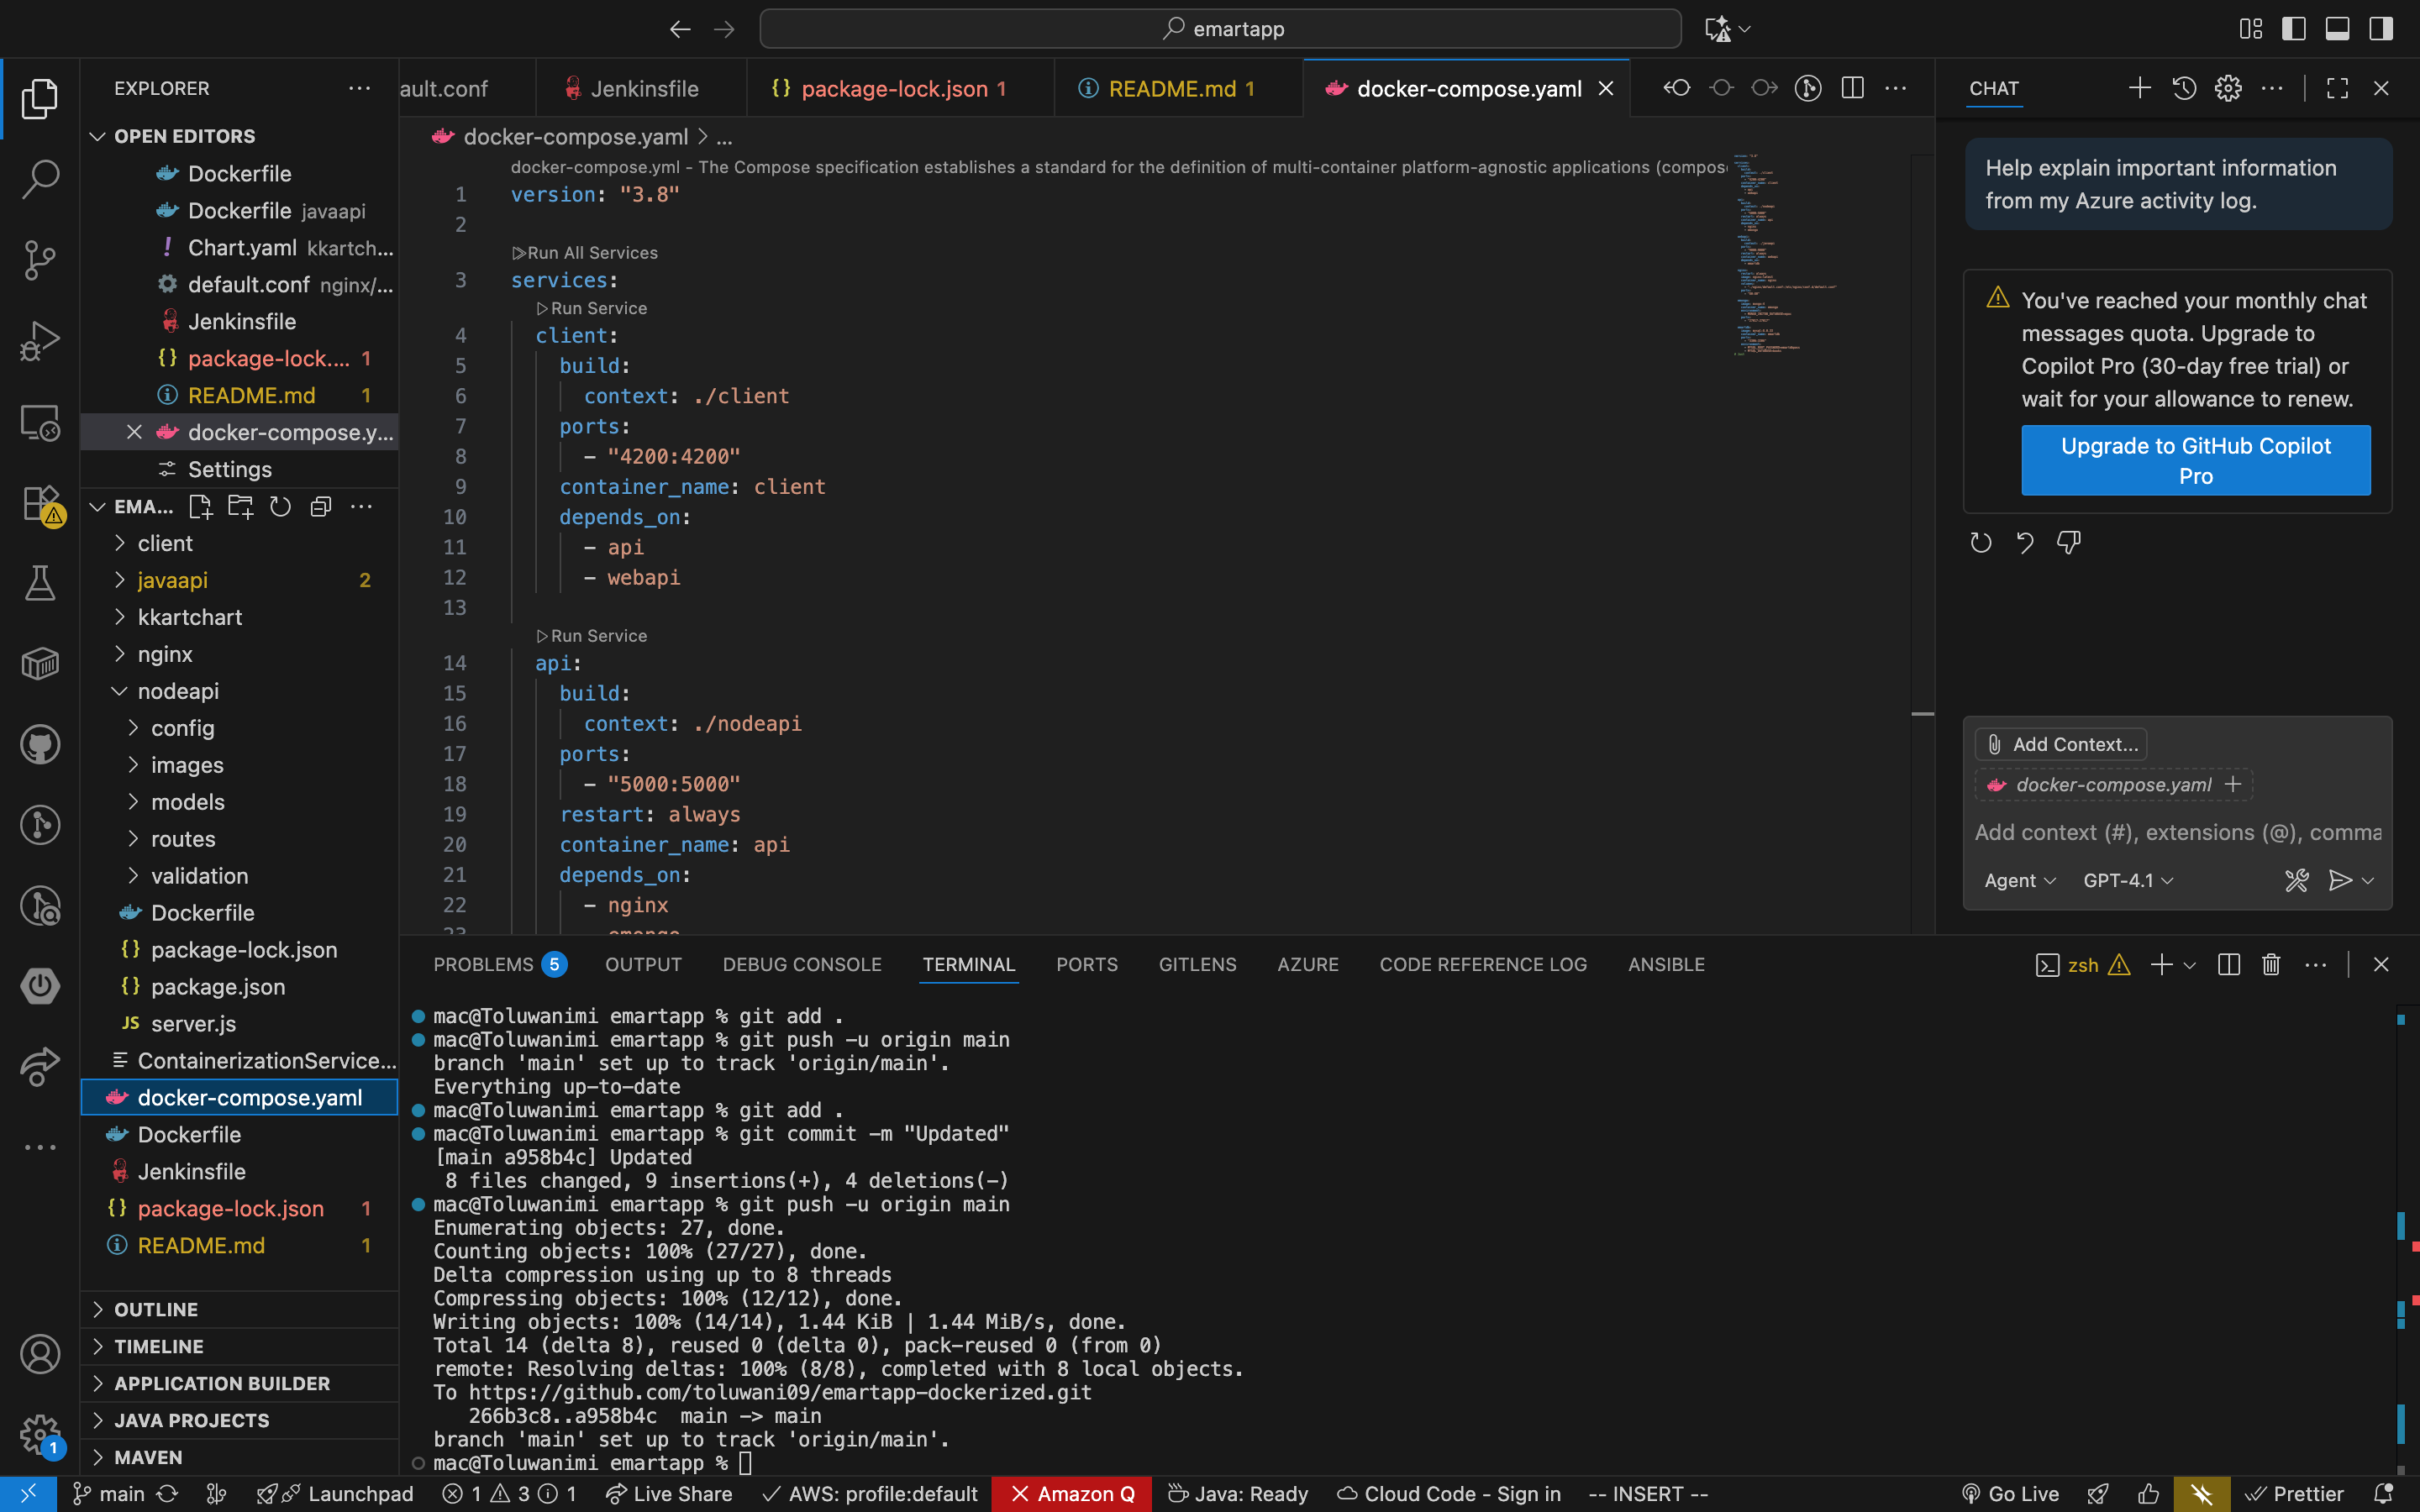 emartapp
EXPLORER
OPEN EDITORS
Dockerfile
Dockerfile javaapi
! Chart.yaml kkartch...
default.conf nginx/...
Jenkinsfile
{} package-lock.... 1
README.md 1
docker-compose.y...
Settings
EMA...
client
javaapi 2
kkartchart
nginx
nodeapi
config
images
models
routes
validation
Dockerfile
{} package-lock.json
{} package.json
JS server.js
ContainerizationService...
docker-compose.yaml
Dockerfile
Jenkinsfile
{} package-lock.json 1
README.md 1
OUTLINE
TIMELINE
APPLICATION BUILDER
JAVA PROJECTS
MAVEN
1
ault.conf
Jenkinsfile
{} package-lock.json 1
README.md 1
docker-compose.yaml
docker-compose.yaml > ...
docker-compose.yml - The Compose specification establishes a standard for the definition of multi-container platform-agnostic applications (compos
1 version: "3.8"
2
Run All Services
3 services:
Run Service
4 client:
5 build:
6 context: ./client
7 ports:
8 - "4200:4200"
9 container_name: client
10 depends_on:
11 - api
12 - webapi
13
Run Service
14 api:
15 build:
16 context: ./nodeapi
17 ports:
18 - "5000:5000"
19 restart: always
20 container_name: api
21 depends_on:
22 - nginx
CHAT
Help explain important information
from my Azure activity log.
You've reached your monthly chat
messages quota. Upgrade to
Copilot Pro (30-day free trial) or
wait for your allowance to renew.
Upgrade to GitHub Copilot
Pro
Add Context...
docker-compose.yaml
Add context (#), extensions (@), comma
Agent GPT-4.1
PROBLEMS 5 OUTPUT DEBUG CONSOLE TERMINAL PORTS GITLENS AZURE CODE REFERENCE LOG ANSIBLE
zsh
mac@Toluwanimi emartapp % git add .
mac@Toluwanimi emartapp % git push -u origin main
branch 'main' set up to track 'origin/main'.
Everything up-to-date
mac@Toluwanimi emartapp % git add .
mac@Toluwanimi emartapp % git commit -m "Updated"
[main a958b4c] Updated
8 files changed, 9 insertions(+), 4 deletions(-)
mac@Toluwanimi emartapp % git push -u origin main
Enumerating objects: 27, done.
Counting objects: 100% (27/27), done.
Delta compression using up to 8 threads
Compressing objects: 100% (12/12), done.
Writing objects: 100% (14/14), 1.44 KiB | 1.44 MiB/s, done.
Total 14 (delta 8), reused 0 (delta 0), pack-reused 0 (from 0)
remote: Resolving deltas: 100% (8/8), completed with 8 local objects.
To https://github.com/toluwani09/emartapp-dockerized.git
266b3c8..a958b4c main -> main
branch 'main' set up to track 'origin/main'.
mac@Toluwanimi emartapp %
main Launchpad 1 3 1 Live Share AWS: profile:default Amazon Q Java: Ready Cloud Code - Sign in -- INSERT -- Go Live Prettier